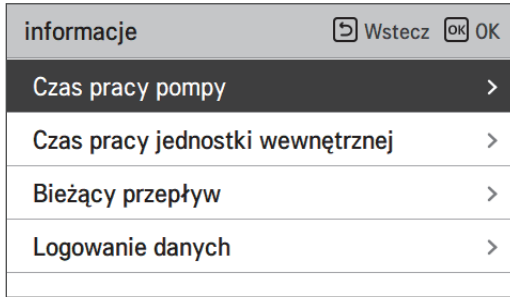 informacje Wstecz OK OK
Czas pracy pompy
Czas pracy jednostki wewnętrznej
Bieżący przepływ
Logowanie danych